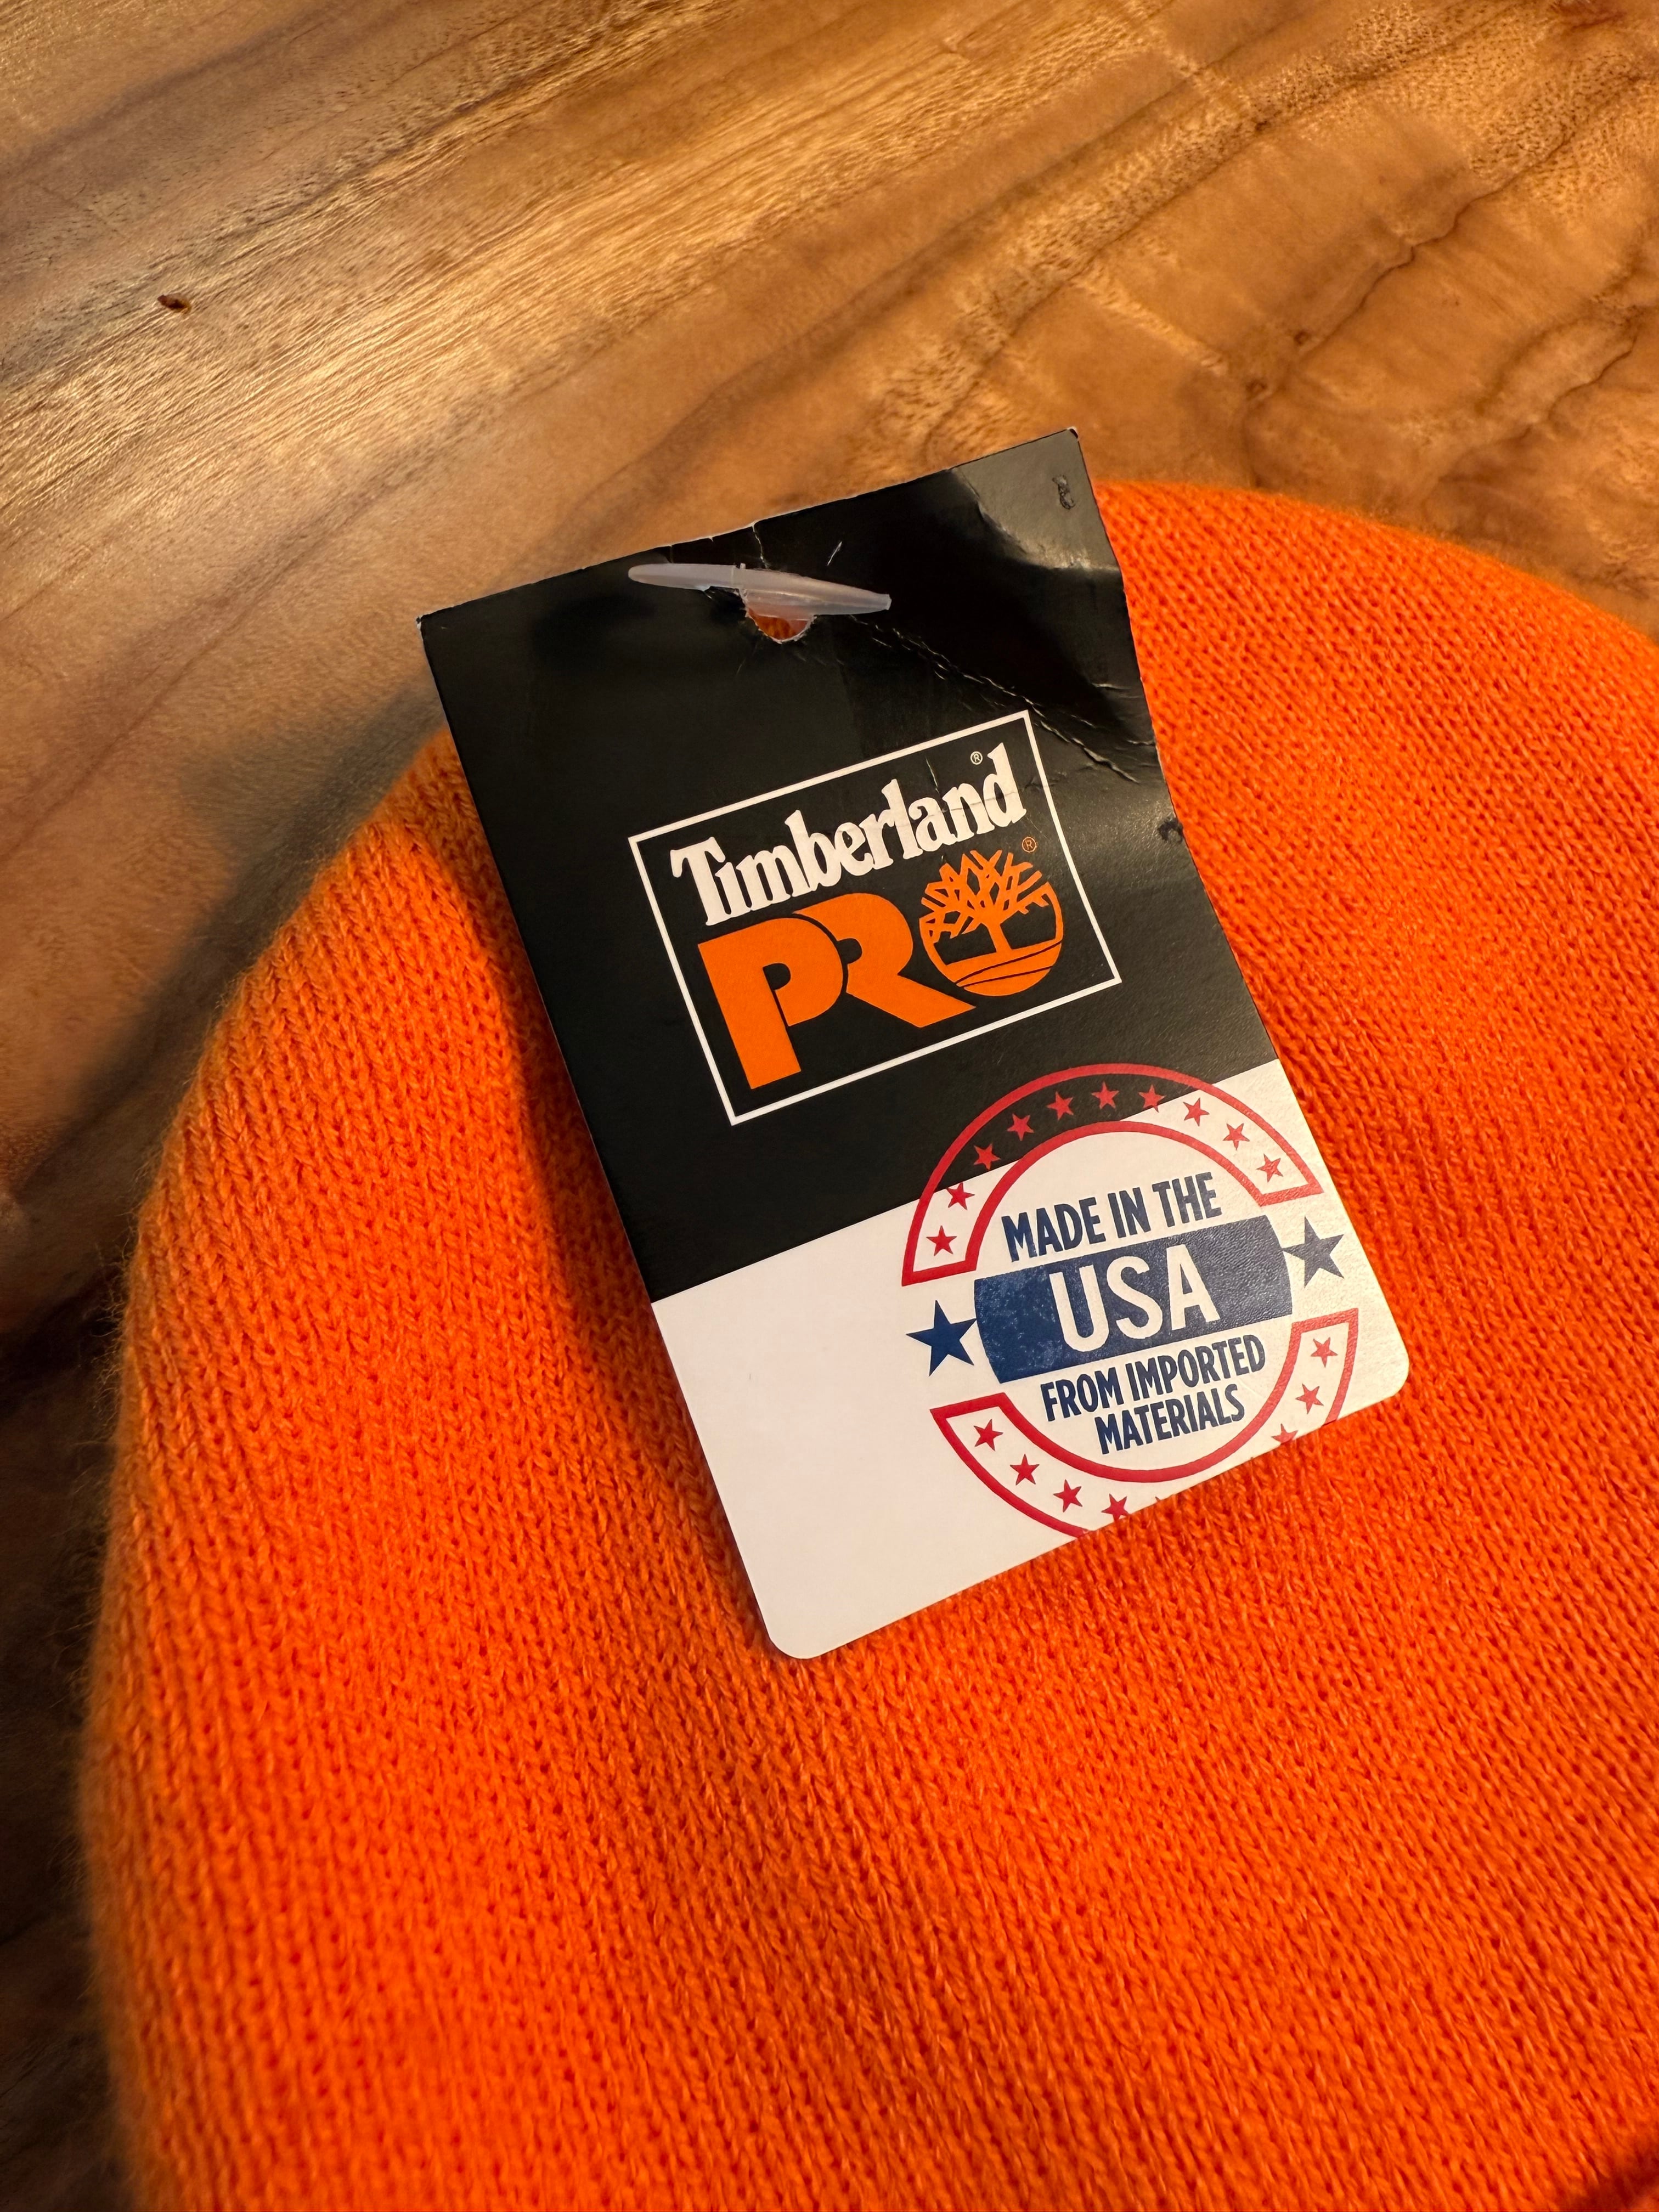 Timberland®
PRO®
MADE IN THE
USA
FROM IMPORTED
MATERIALS